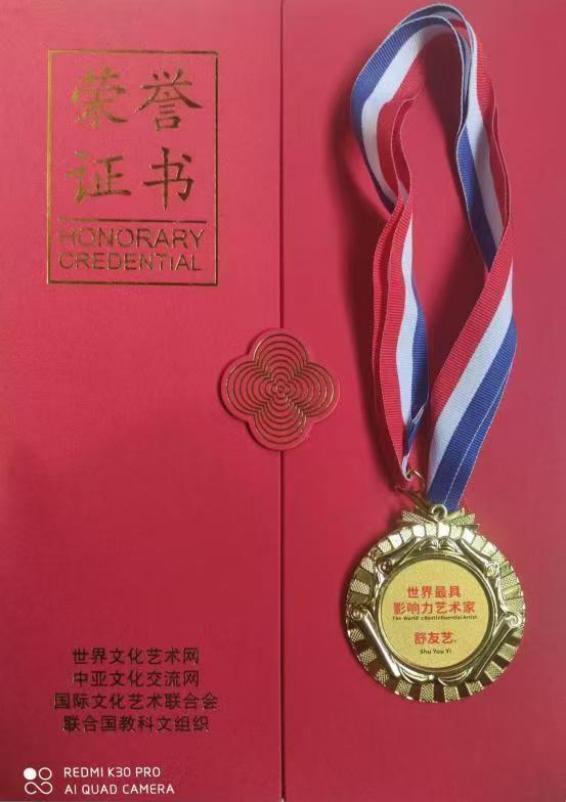 荣誉
证书
HONORARY
CREDENTIAL
世界最具
影响力艺术家
The World' sBestInfluentialArtist
舒友艺
Shu You Yi
世界文化艺术网
中亚文化交流网
国际文化艺术联合会
联合国教科文组织
REDMI K30 PRO
AI QUAD CAMERA